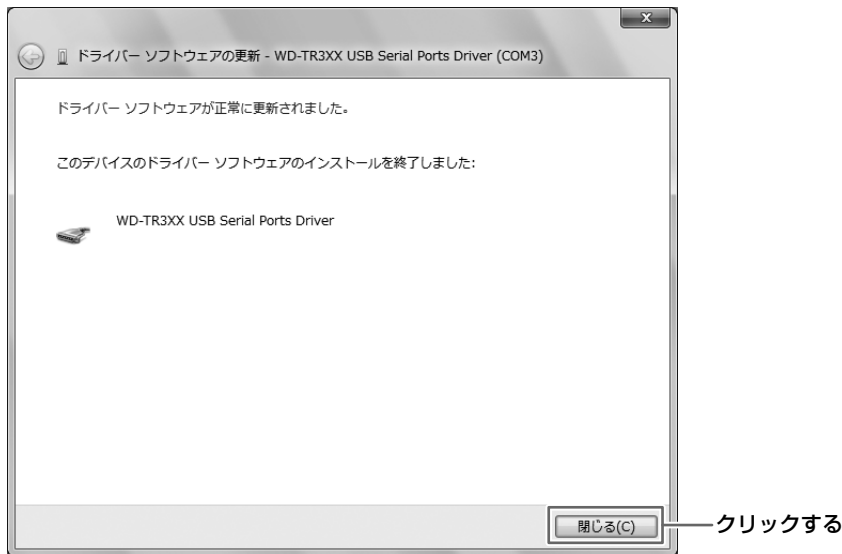 x
ドライバー ソフトウェアの更新 - WD-TR3XX USB Serial Ports Driver (COM3)
ドライバー ソフトウェアが正常に更新されました。
このデバイスのドライバー ソフトウェアのインストールを終了しました:
WD-TR3XX USB Serial Ports Driver
閉じる(C)
クリックする